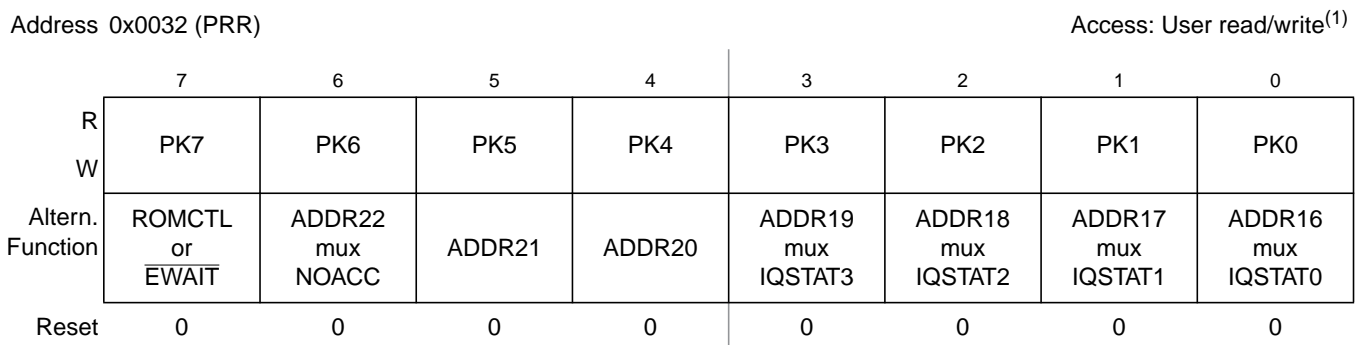 Address 0x0032 (PRR) Access: User read/write(1)
7 6 5 4 3 2 1 0
R
W
PK7 PK6 PK5 PK4 PK3 PK2 PK1 PK0
Altern.
Function
ROMCTL
or
EWAIT
ADDR22
mux
NOACC
ADDR21
ADDR20
ADDR19
mux
IQSTAT3
ADDR18
mux
IQSTAT2
ADDR17
mux
IQSTAT1
ADDR16
mux
IQSTAT0
Reset 0 0 0 0 0 0 0 0